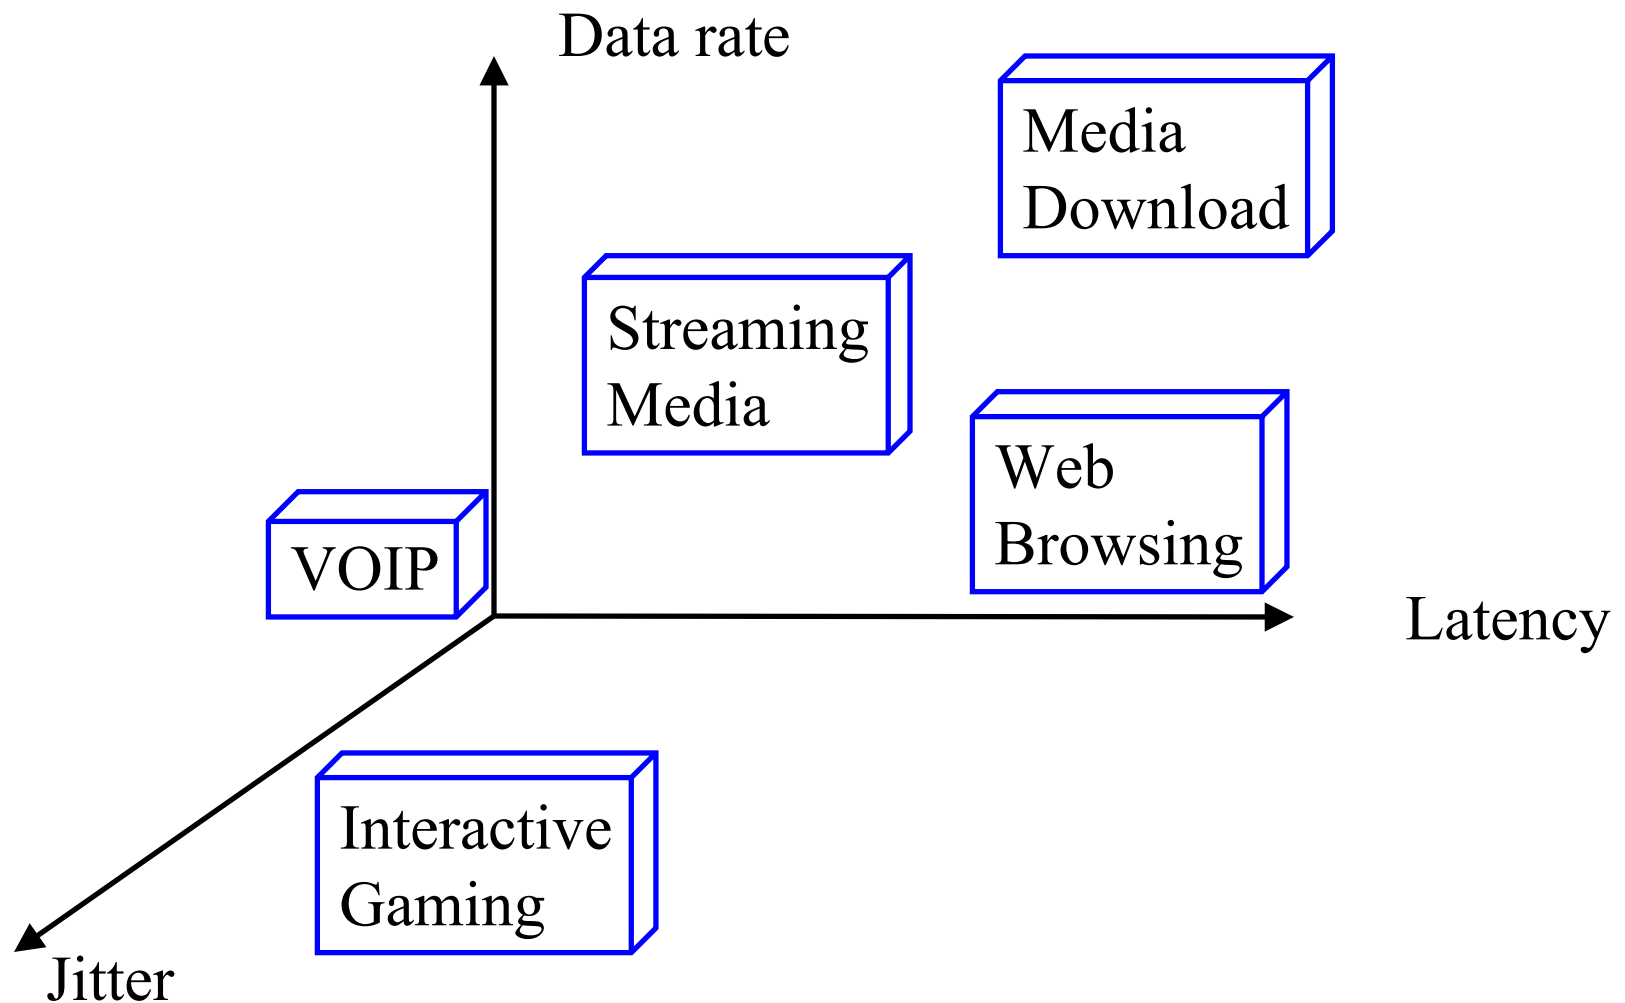 Data rate
Media
Download
Streaming
Media
Web
Browsing
VOIP
Latency
Interactive
Gaming
Jitter